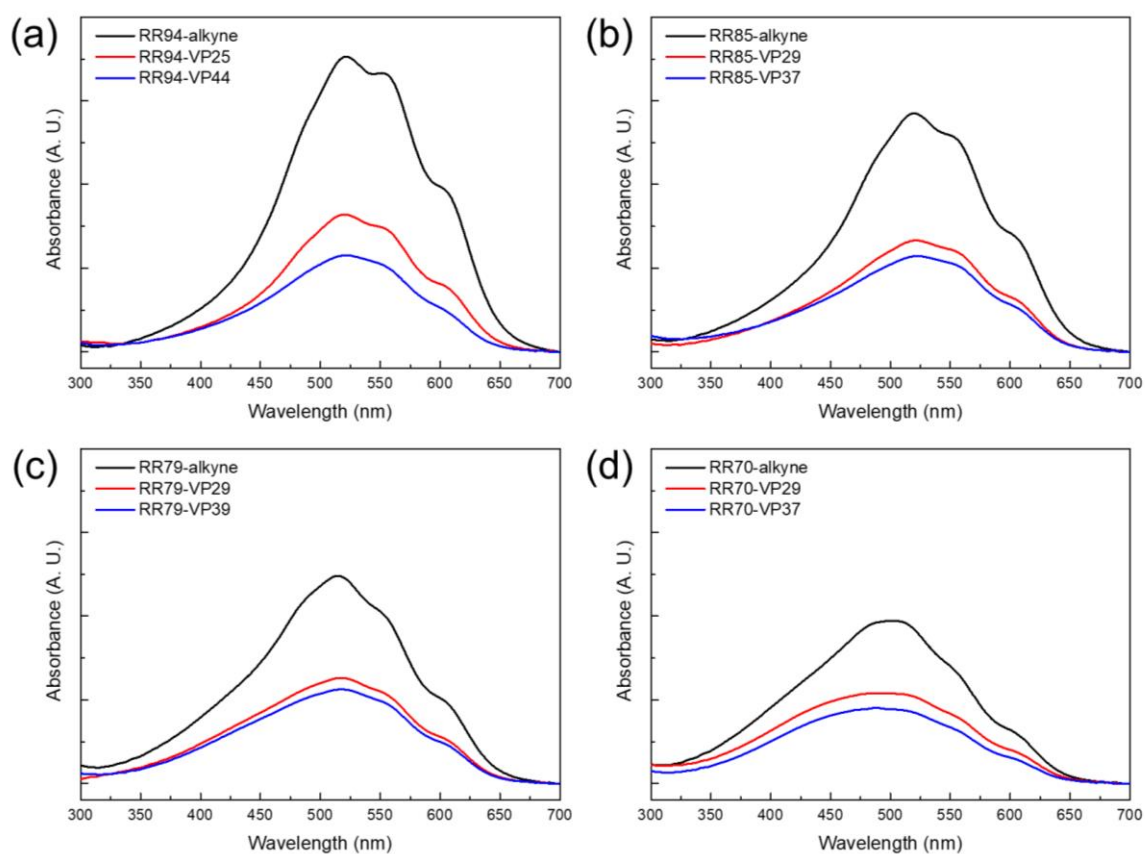 (a)
RR94-alkyne
RR94-VP25
RR94-VP44
Absorbance (A. U.)
300 350 400 450 500 550 600 650 700
Wavelength (nm)
(b)
RR85-alkyne
RR85-VP29
RR85-VP37
Absorbance (A. U.)
300 350 400 450 500 550 600 650 700
Wavelength (nm)
(c)
RR79-alkyne
RR79-VP29
RR79-VP39
Absorbance (A. U.)
300 350 400 450 500 550 600 650 700
Wavelength (nm)
(d)
RR70-alkyne
RR70-VP29
RR70-VP37
Absorbance (A. U.)
300 350 400 450 500 550 600 650 700
Wavelength (nm)